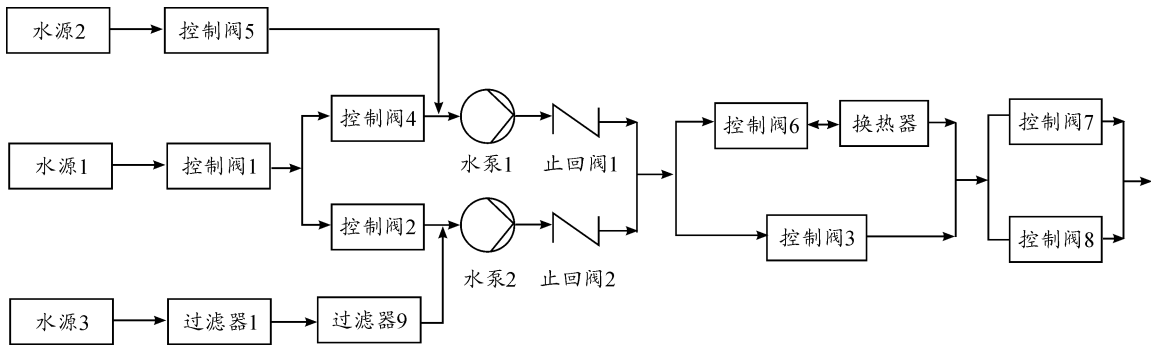 水源2
控制阀5
控制阀4
水泵1
止回阀1
控制阀6
换热器
控制阀7
水源1
控制阀1
控制阀2
水泵2
止回阀2
控制阀3
控制阀8
水源3
过滤器1
过滤器9